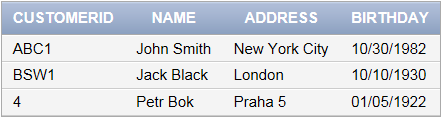 CUSTOMERID NAME ADDRESS BIRTHDAY
ABC1 John Smith New York City 10/30/1982
BSW1 Jack Black London 10/10/1930
4 Petr Bok Praha 5 01/05/1922